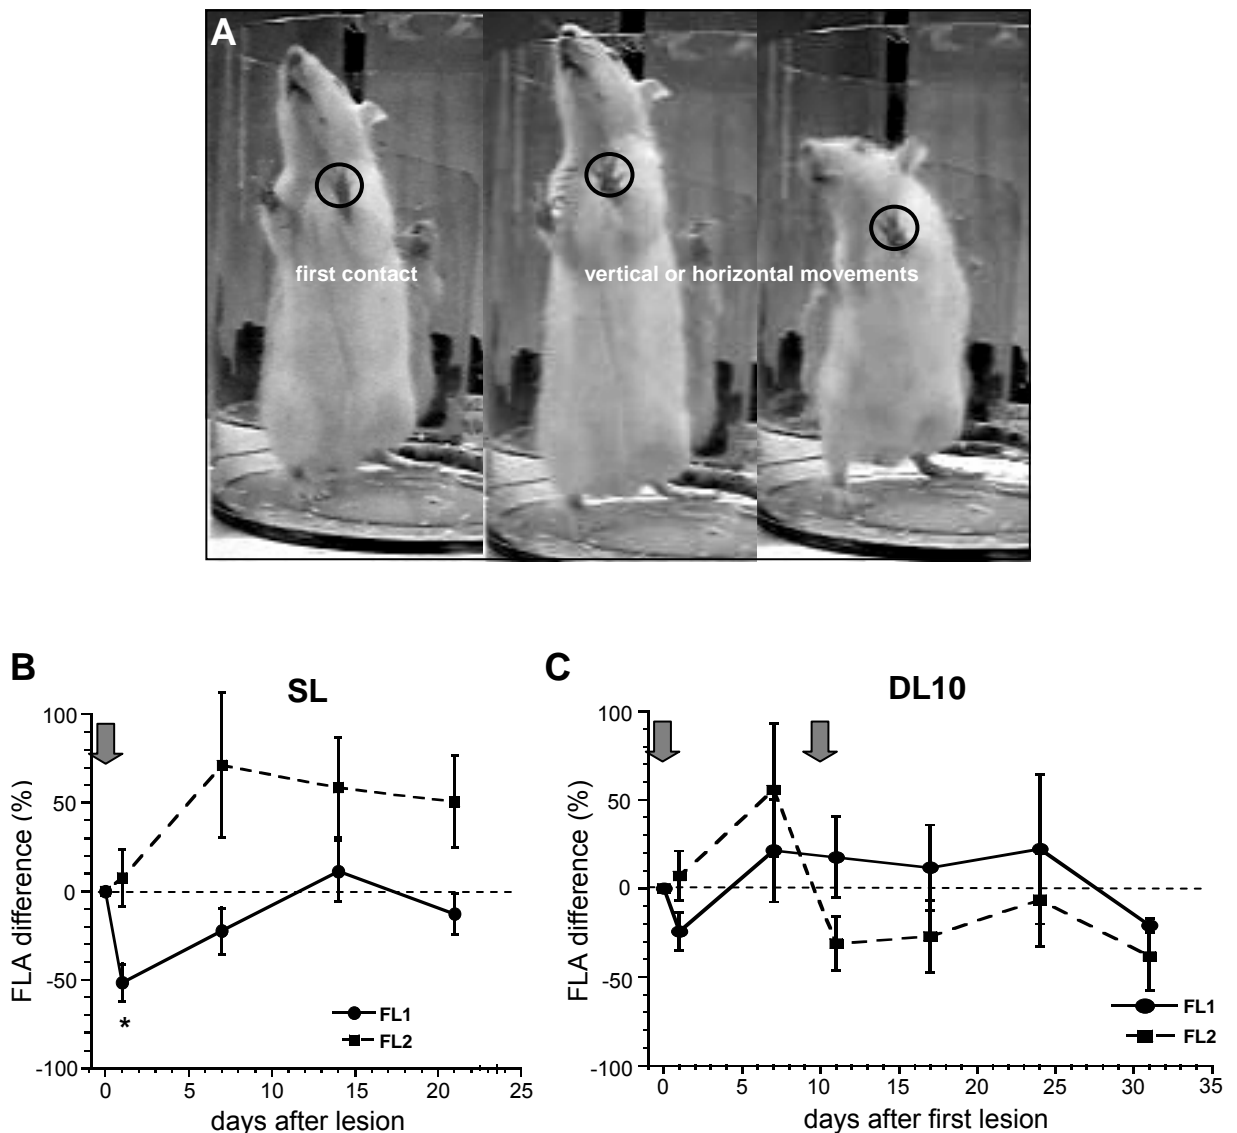 A
first contact
vertical or horizontal movements
B
SL
FLA difference (%)
100
50
0
-50
-100
*
FL1
FL2
0 5 10 15 20 25
days after lesion
C
DL10
FLA difference (%)
100
50
0
-50
-100
FL1
FL2
0 5 10 15 20 25 30 35
days after first lesion